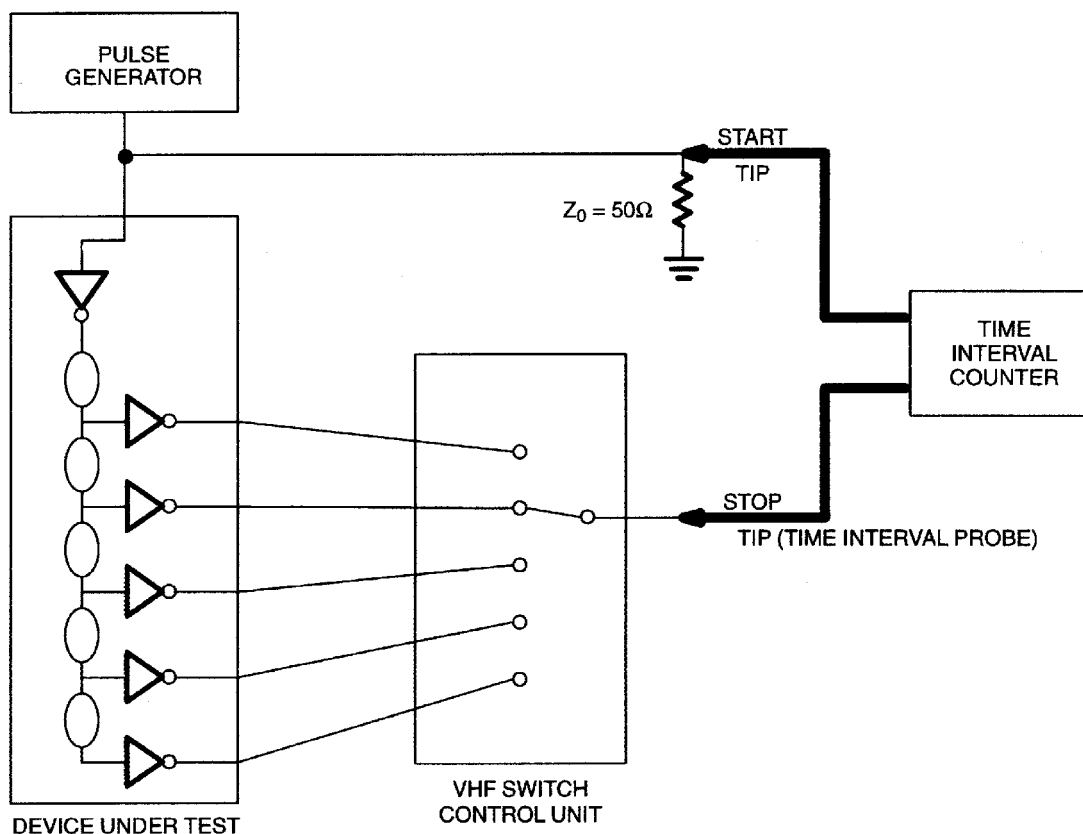 PULSE
GENERATOR
START
TIP
Z₀ = 50Ω
TIME
INTERVAL
COUNTER
STOP
TIP (TIME INTERVAL PROBE)
VHF SWITCH
CONTROL UNIT
DEVICE UNDER TEST